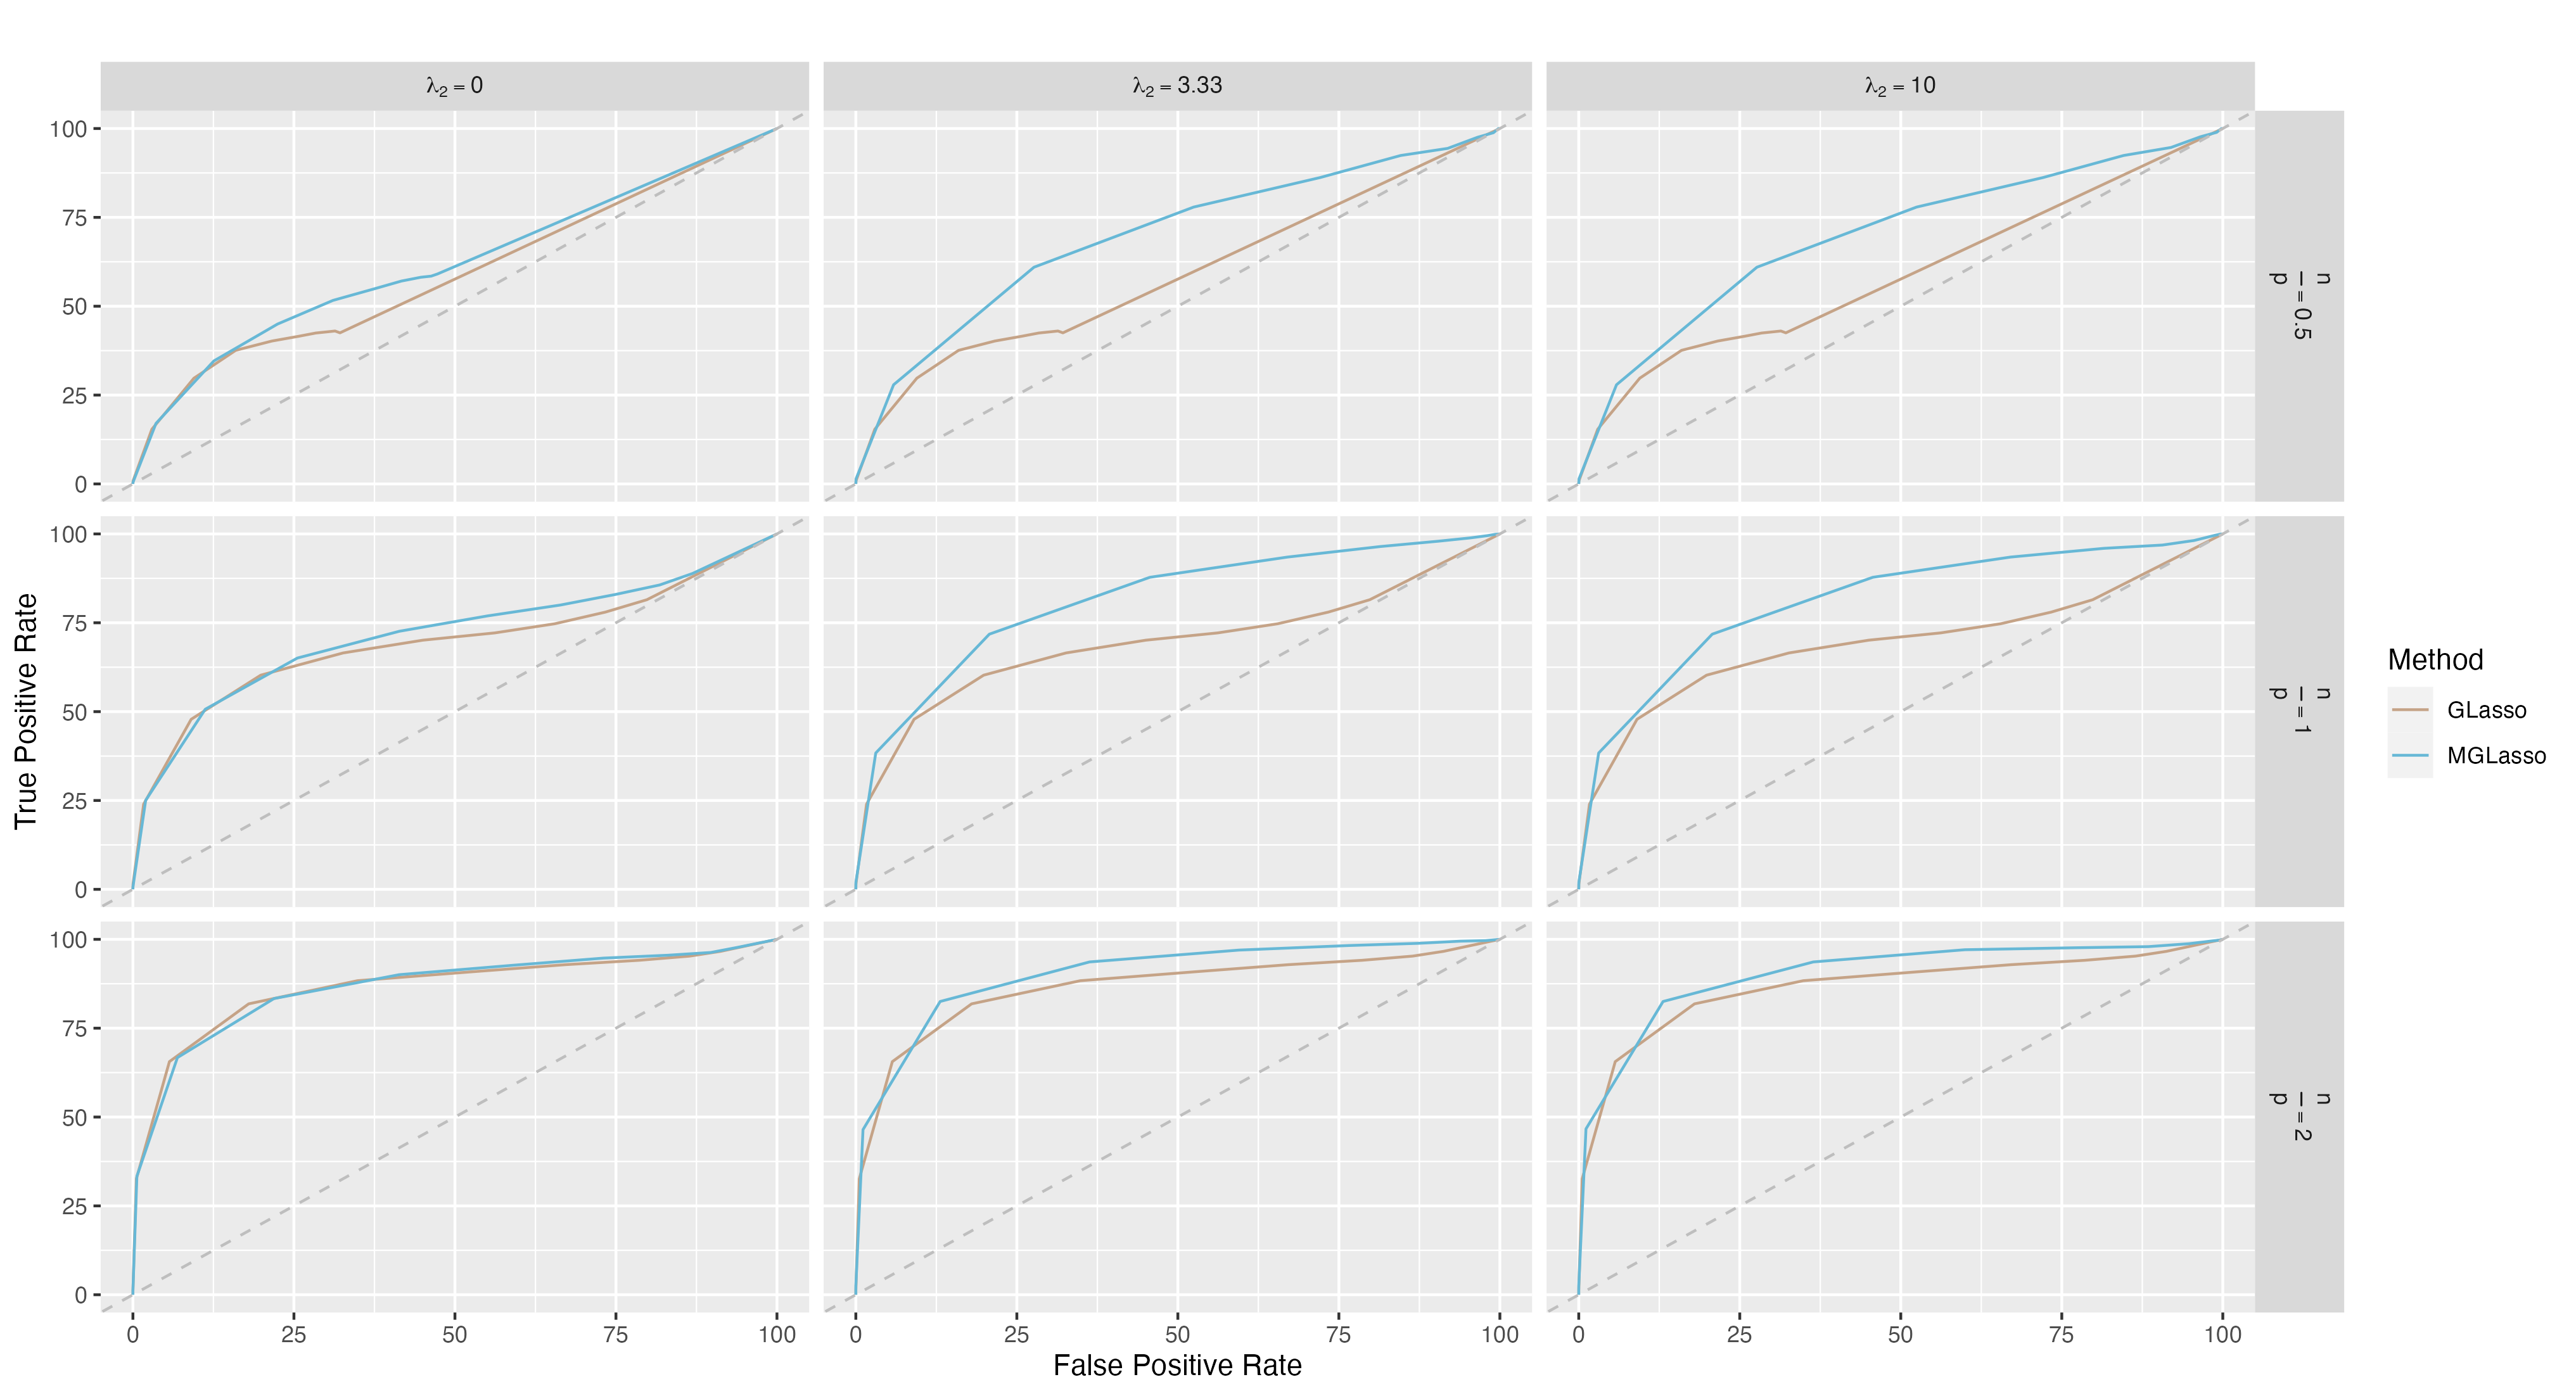 λ₂ = 0
λ₂ = 3.33
λ₂ = 10
100
75
50
25
0
n/p = 0.5
100
75
50
25
0
n/p = 1
100
75
50
25
0
n/p = 2
0 25 50 75 100
0 25 50 75 100
0 25 50 75 100
False Positive Rate
True Positive Rate
Method
GLasso
MGLasso